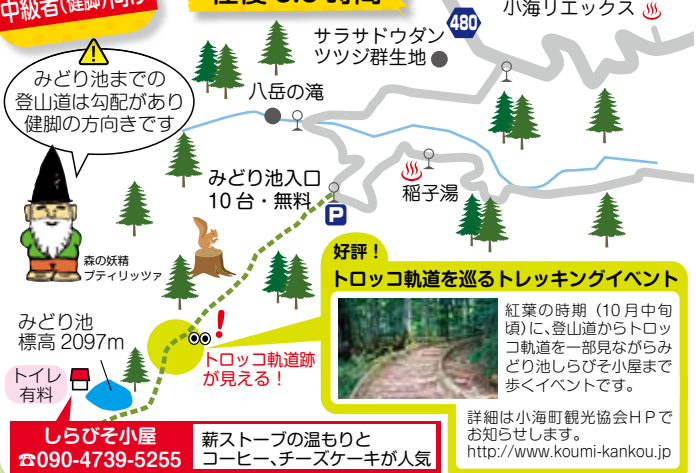 中級者(健脚)向け
小海リエックス
480
サラサドウダン
ツツジ群生地
みどり池までの
登山道は勾配があり
健脚の方向きです
八岳の滝
みどり池入口
10台・無料
P
稲子湯
森の妖精
プティリッツァ
好評！
トロッコ軌道を巡るトレッキングイベント
紅葉の時期（10月中旬
頃）に、登山道からトロッ
コ軌道を一部見ながらみ
どり池しらびそ小屋まで
歩くイベントです。
詳細は小海町観光協会ＨＰで
お知らせします。
http://www.koumi-kankou.jp
みどり池
標高 2097m
！
トロッコ軌道跡
が見える！
トイレ
有料
しらびそ小屋
☎090-4739-5255
薪ストーブの温もりと
コーヒー、チーズケーキが人気